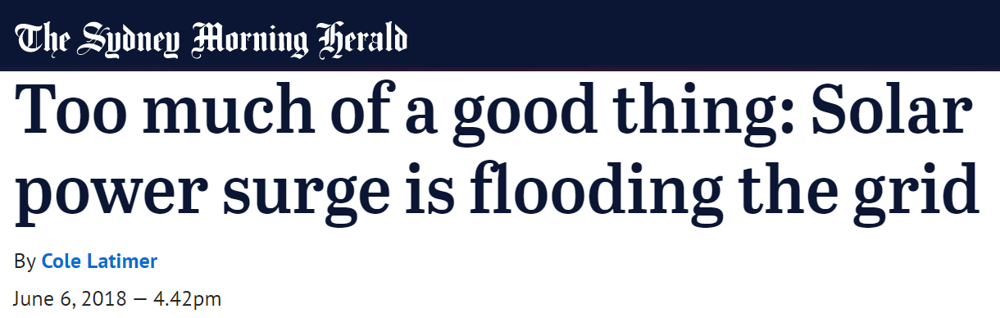 The Sydney Morning Herald
Too much of a good thing: Solar
power surge is flooding the grid
By Cole Latimer
June 6, 2018 — 4.42pm